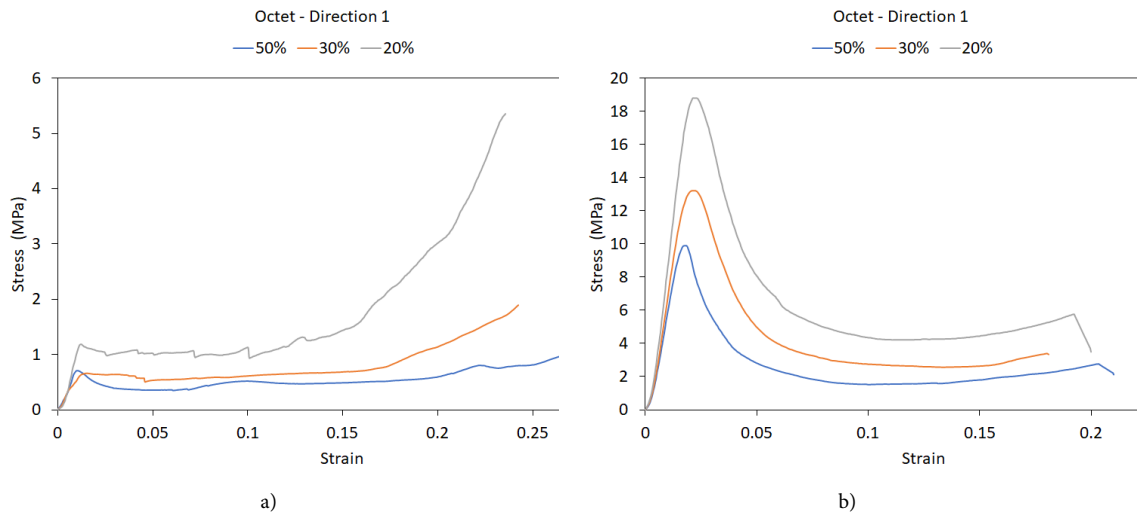 Octet - Direction 1
50% 30% 20%
6
5
4
3
2
1
0
Stress (MPa)
0 0.05 0.1 0.15 0.2 0.25
Strain
a)
Octet - Direction 1
50% 30% 20%
20
18
16
14
12
10
8
6
4
2
0
Stress (MPa)
0 0.05 0.1 0.15 0.2
Strain
b)